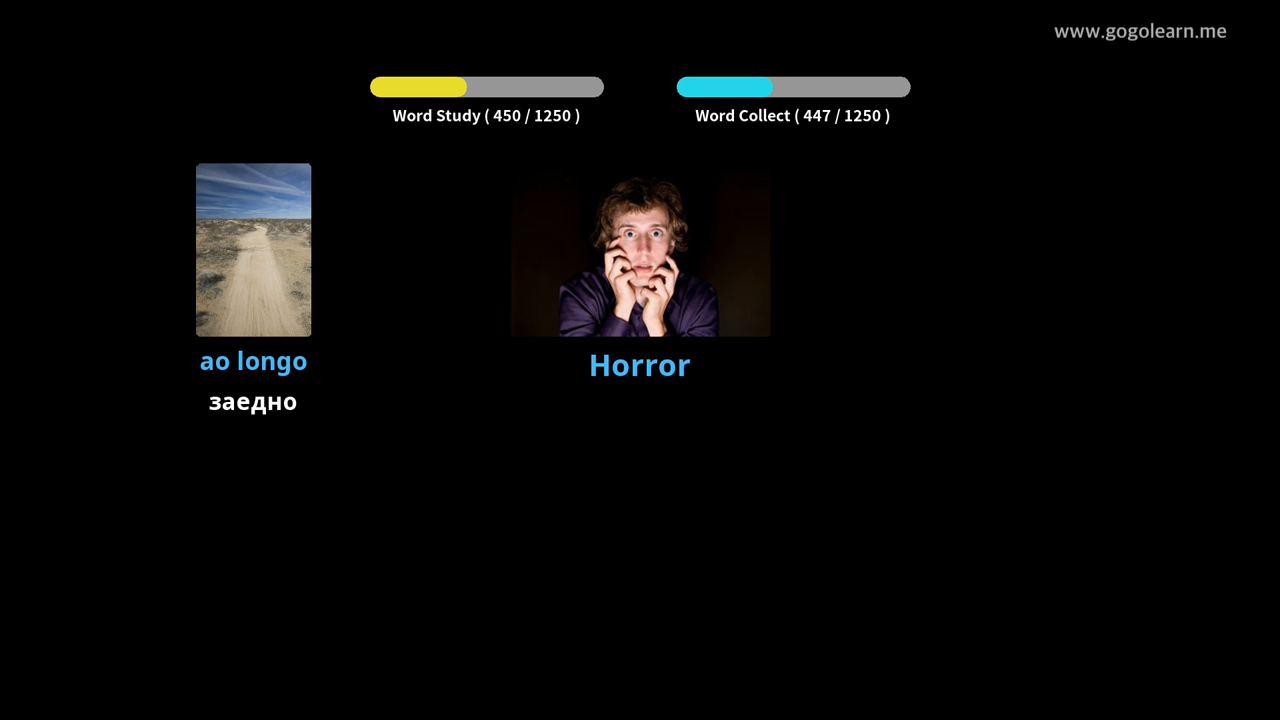 www.gogolearn.me
Word Study ( 450 / 1250 )
Word Collect ( 447 / 1250 )
ao longo
заедно
Horror